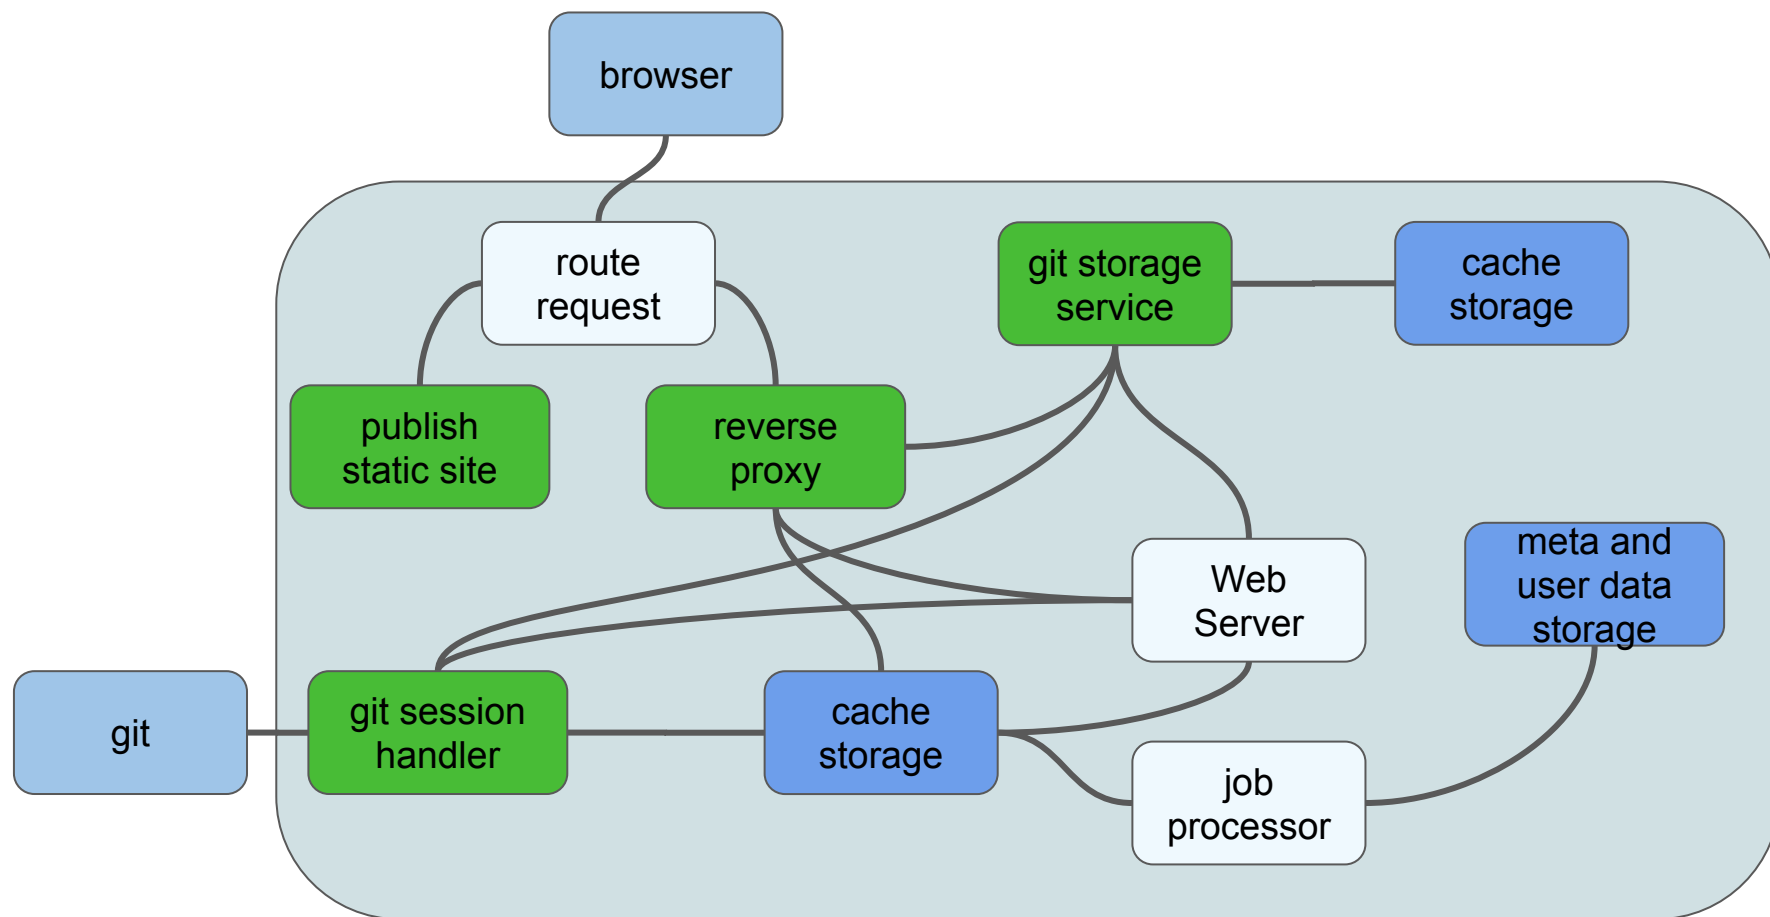 browser
route
request
git storage
service
cache
storage
publish
static site
reverse
proxy
meta and
user data
storage
Web
Server
git
git session
handler
cache
storage
job
processor